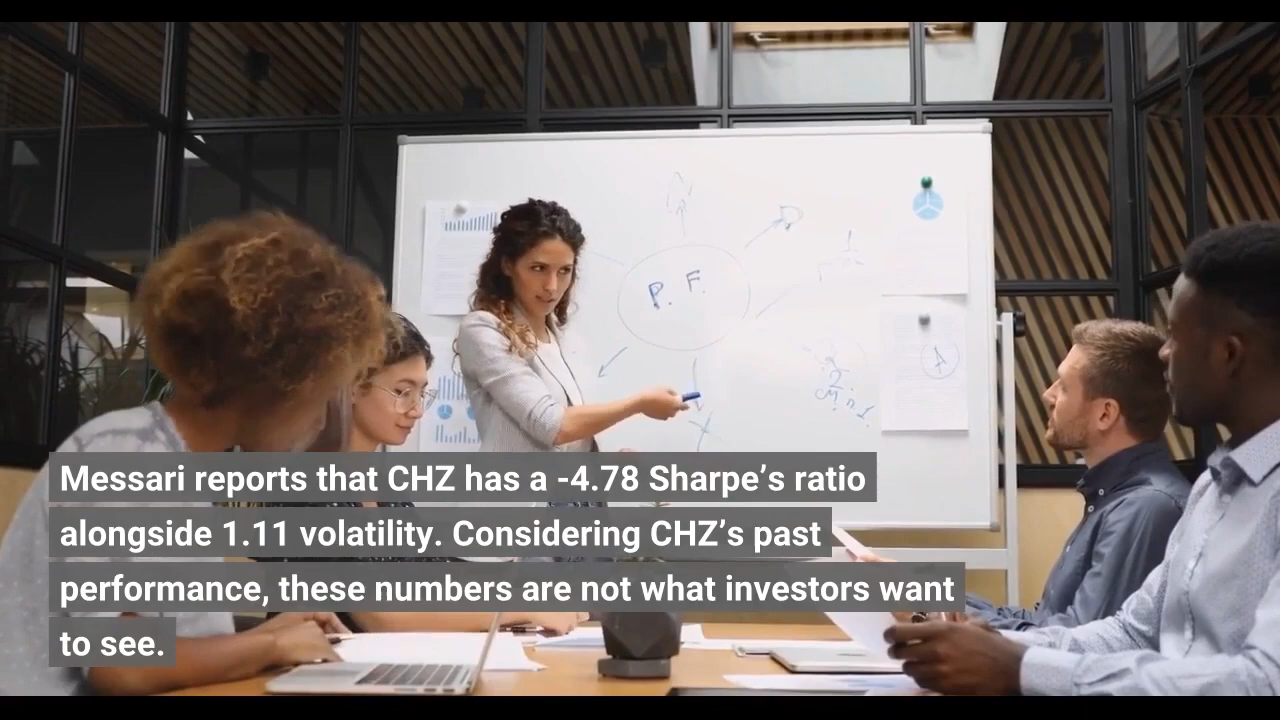 P. F.
Messari reports that CHZ has a -4.78 Sharpe’s ratio
alongside 1.11 volatility. Considering CHZ’s past
performance, these numbers are not what investors want
to see.